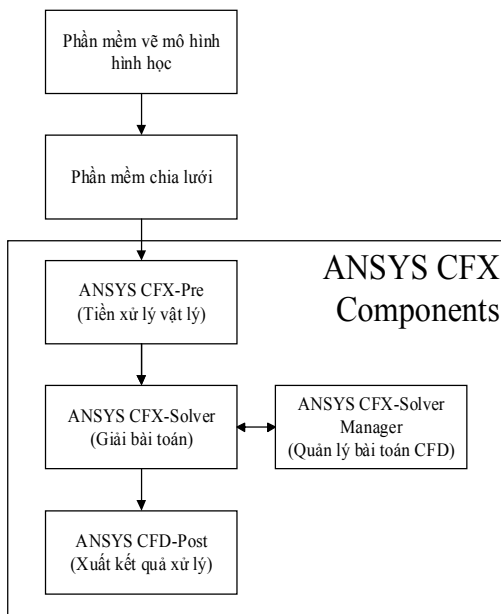 Phần mềm vẽ mô hình
hình học
Phần mềm chia lưới
ANSYS CFX
Components
ANSYS CFX-Pre
(Tiền xử lý vật lý)
ANSYS CFX-Solver
(Giải bài toán)
ANSYS CFX-Solver
Manager
(Quản lý bài toán CFD)
ANSYS CFD-Post
(Xuất kết quả xử lý)